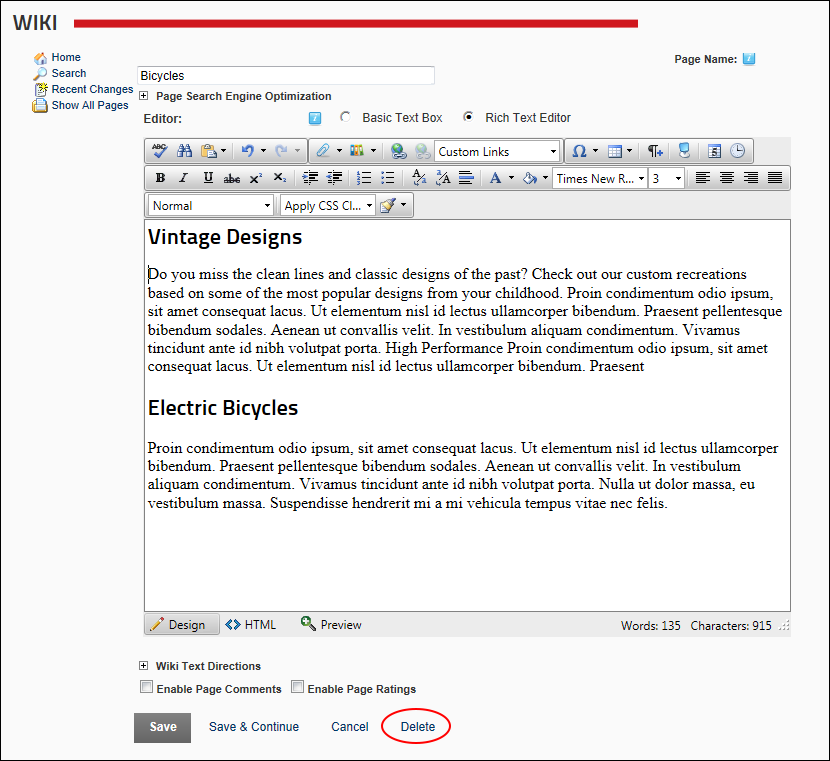 WIKI
Home
Search
Recent Changes
Show All Pages
Page Name:
Bicycles
Page Search Engine Optimization
Editor: Basic Text Box Rich Text Editor
ABC Custom Links Ω ¶ 5
B I U abc x² x₂ A Times New R... 3
Normal Apply CSS Cl...
Vintage Designs
Do you miss the clean lines and classic designs of the past? Check out our custom recreations
based on some of the most popular designs from your childhood. Proin condimentum odio ipsum,
sit amet consequat lacus. Ut elementum nisl id lectus ullamcorper bibendum. Praesent pellentesque
bibendum sodales. Aenean ut convallis velit. In vestibulum aliquam condimentum. Vivamus
tincidunt ante id nibh volutpat porta. High Performance Proin condimentum odio ipsum, sit amet
consequat lacus. Ut elementum nisl id lectus ullamcorper bibendum. Praesent
Electric Bicycles
Proin condimentum odio ipsum, sit amet consequat lacus. Ut elementum nisl id lectus ullamcorper
bibendum. Praesent pellentesque bibendum sodales. Aenean ut convallis velit. In vestibulum
aliquam condimentum. Vivamus tincidunt ante id nibh volutpat porta. Nulla ut dolor massa, eu
vestibulum massa. Suspendisse hendrerit mi a mi vehicula tempus vitae nec felis.
Design HTML Preview Words: 135 Characters: 915
Wiki Text Directions
Enable Page Comments Enable Page Ratings
Save Save & Continue Cancel Delete